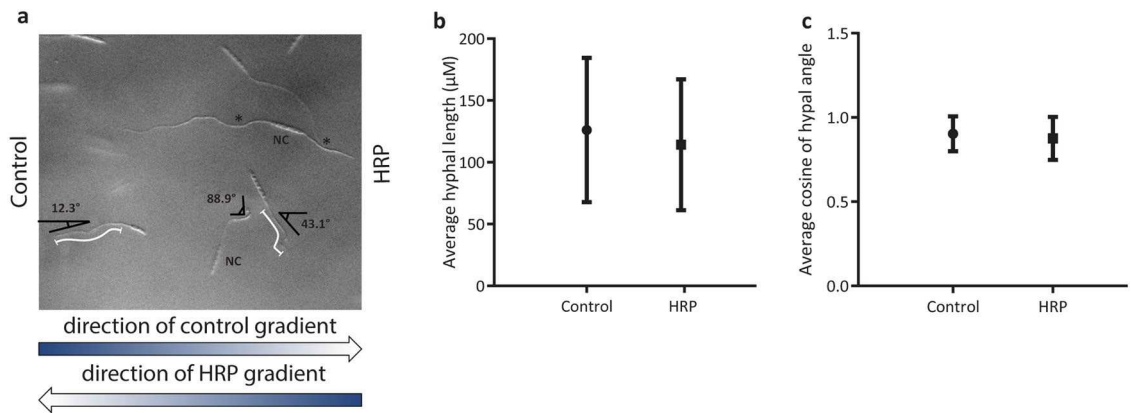 a
Control
HRP
*
*
NC
12.3°
88.9°
43.1°
NC
direction of control gradient
direction of HRP gradient
b
Average hyphal length (µM)
200
150
100
50
0
Control
HRP
c
Average cosine of hypal angle
1.5
1.0
0.5
0.0
Control
HRP